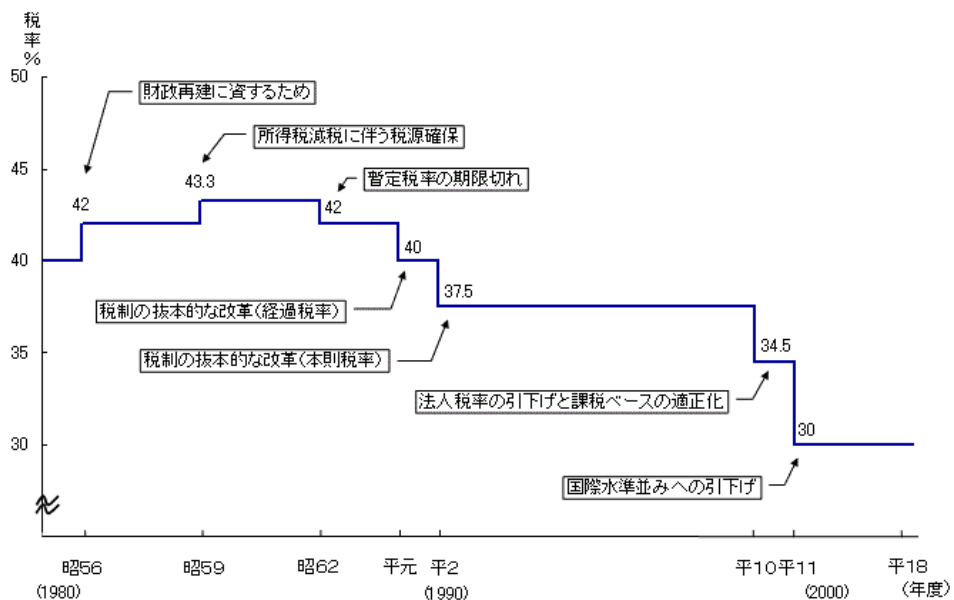 税
率
%
50
45
40
35
30
財政再建に資するため
所得税減税に伴う税源確保
暫定税率の期限切れ
42
43.3
42
40
37.5
34.5
30
税制の抜本的な改革(経過税率)
税制の抜本的な改革(本則税率)
法人税率の引下げと課税ベースの適正化
国際水準並みへの引下げ
昭56 昭59 昭62 平元 平2 平10 平11 平18
(1980) (1990) (2000) (年度)